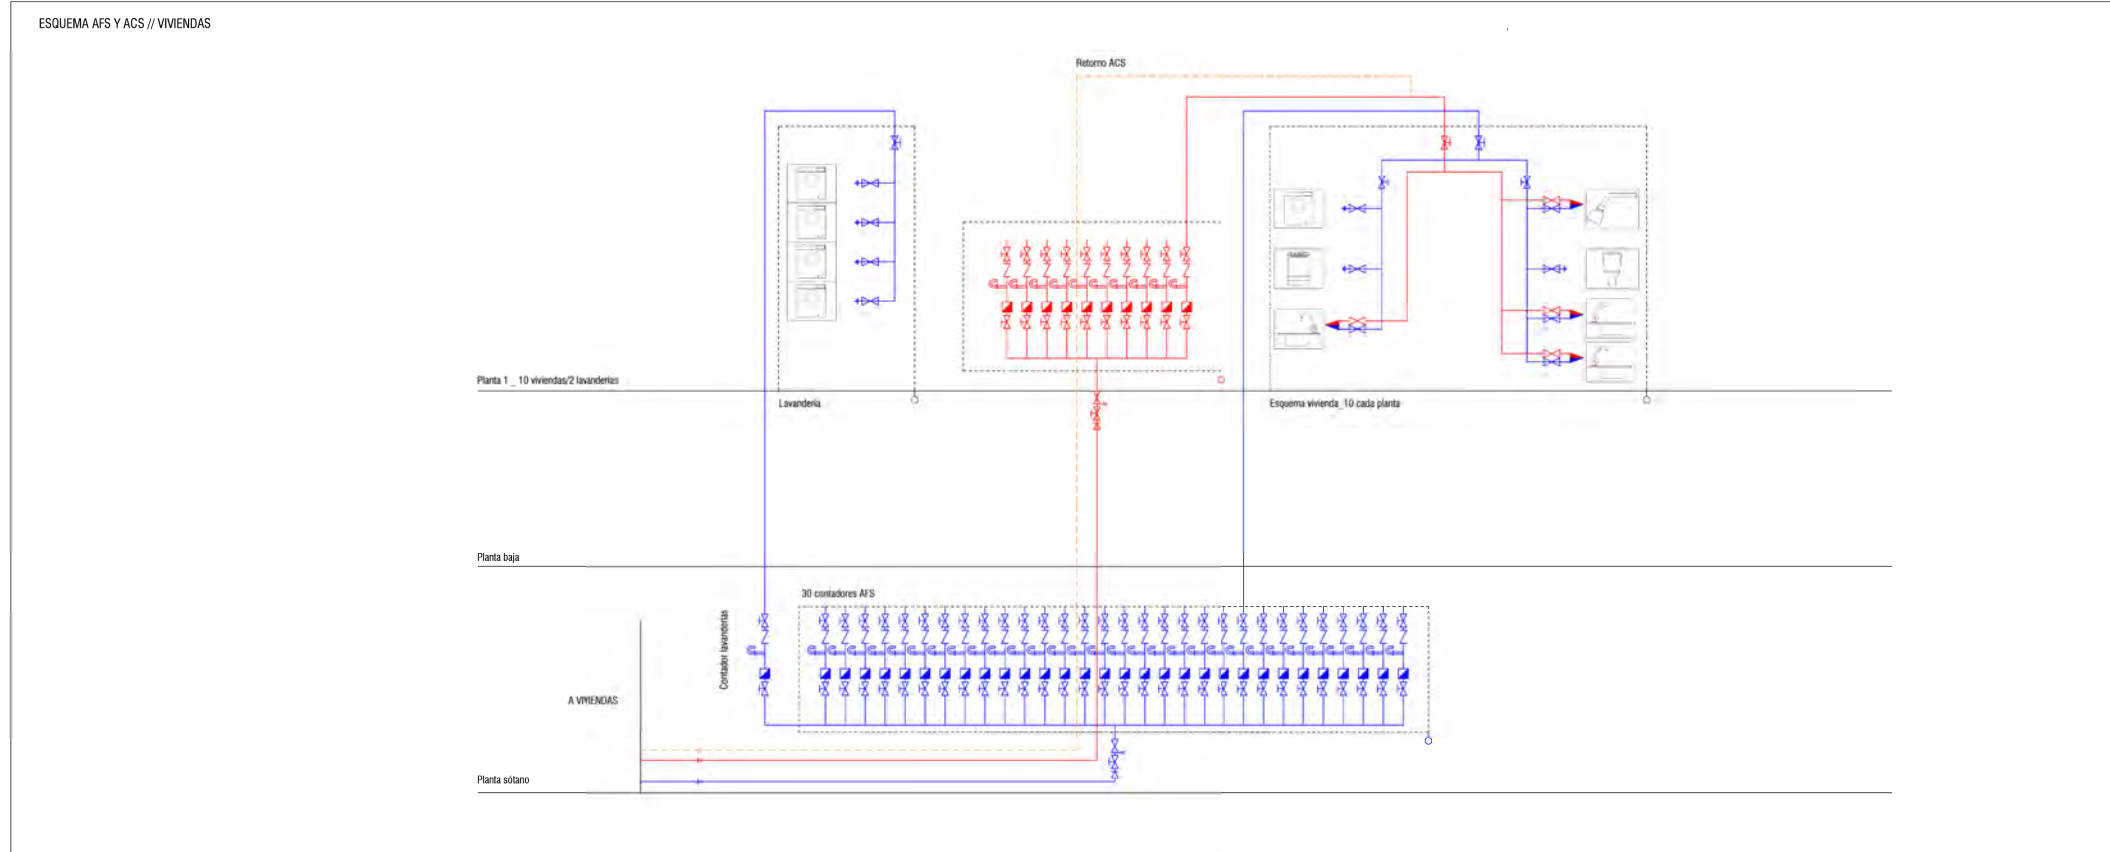 ESQUEMA AFS Y ACS // VIVIENDAS
Retorno ACS
Planta 1 _ 10 viviendas/2 lavanderías
Lavandería
Esquema vivienda_10 cada planta
Planta baja
30 contadores AFS
Contador lavanderías
A VIVIENDAS
Planta sótano